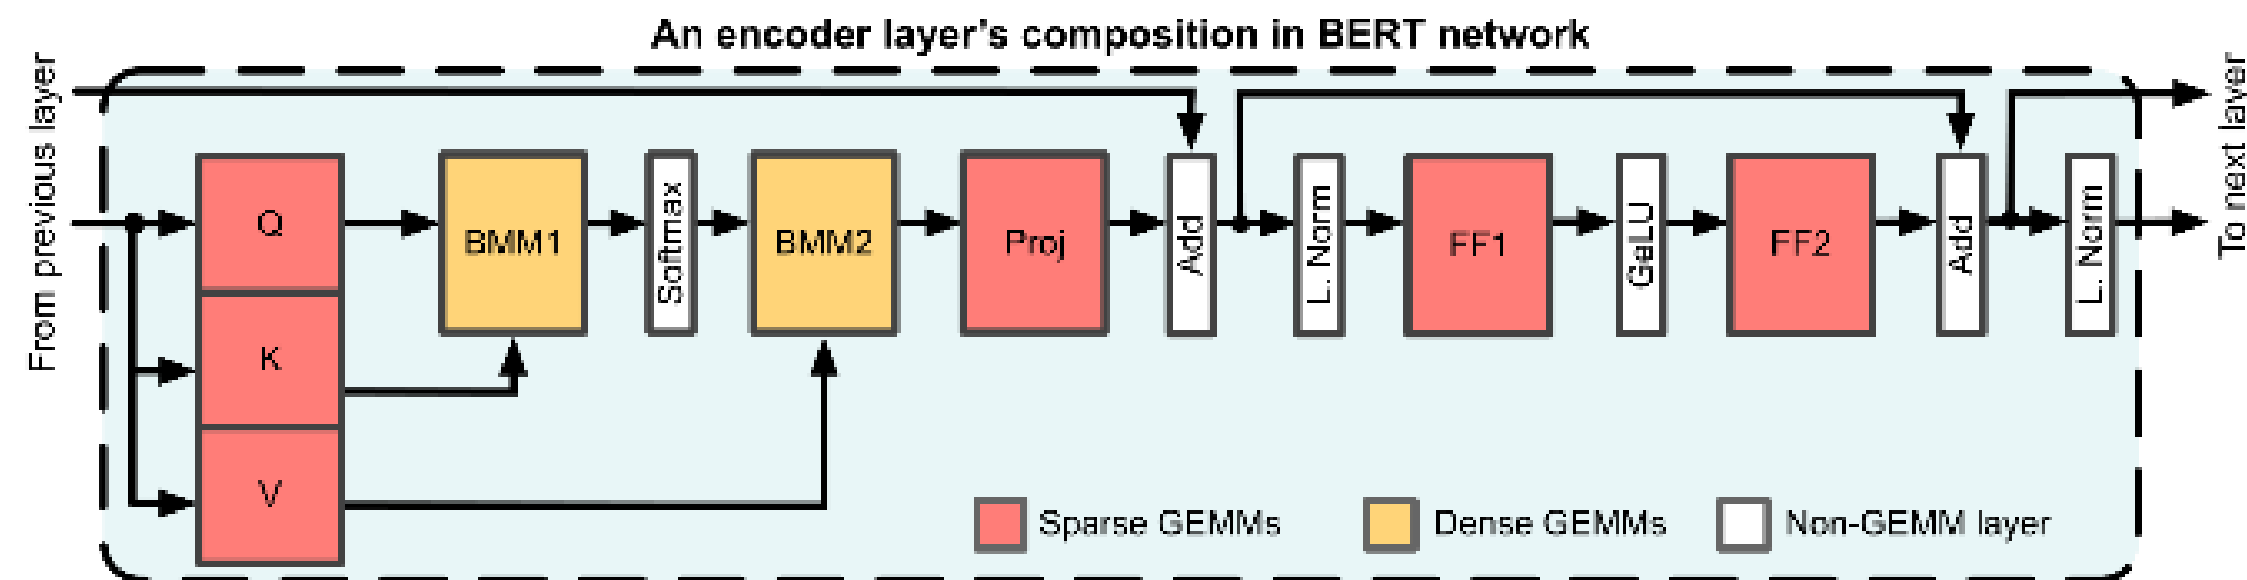 An encoder layer's composition in BERT network
From previous layer
Q
K
V
BMM1
Softmax
BMM2
Proj
Add
L. Norm
FF1
GeLU
FF2
Add
L. Norm
To next layer
Sparse GEMMs
Dense GEMMs
Non-GEMM layer